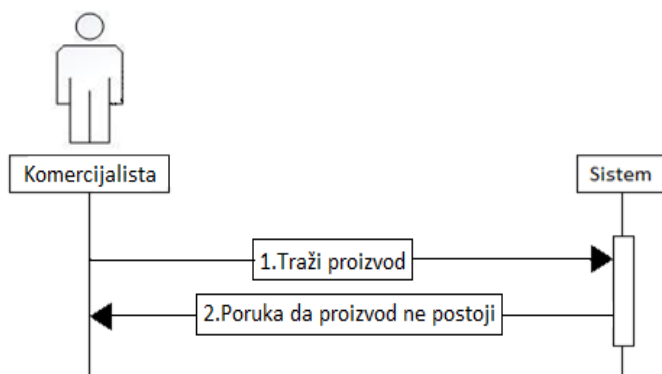 Komercijalista
Sistem
1.Traži proizvod
2.Poruka da proizvod ne postoji